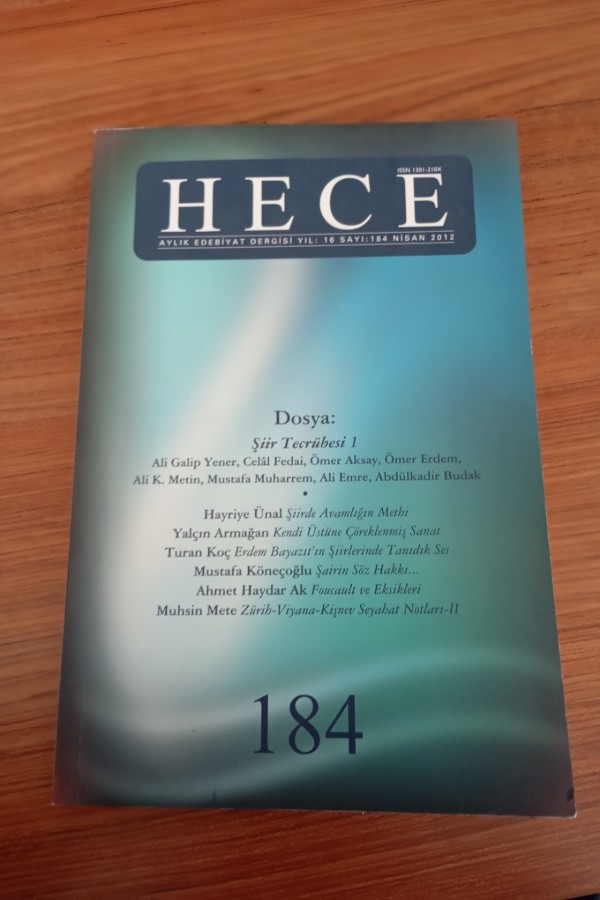 ISSN 1301-210X
HECE
AYLIK EDEBİYAT DERGİSİ YIL: 16 SAYI:184 NİSAN 2012
Dosya:
Şiir Tecrübesi 1
Ali Galip Yener, Celâl Fedai, Ömer Aksay, Ömer Erdem,
Ali K. Metin, Mustafa Muharrem, Ali Emre, Abdülkadir Budak
•
Hayriye Ünal Şiirde Avamlığın Methi
Yalçın Armağan Kendi Üstüne Çöreklenmiş Sanat
Turan Koç Erdem Bayazıt'ın Şiirlerinde Tanıdık Ses
Mustafa Köneçoğlu Şairin Söz Hakkı...
Ahmet Haydar Ak Foucault ve Eksikleri
Muhsin Mete Zürih-Viyana-Kişnev Seyahat Notları-II
184